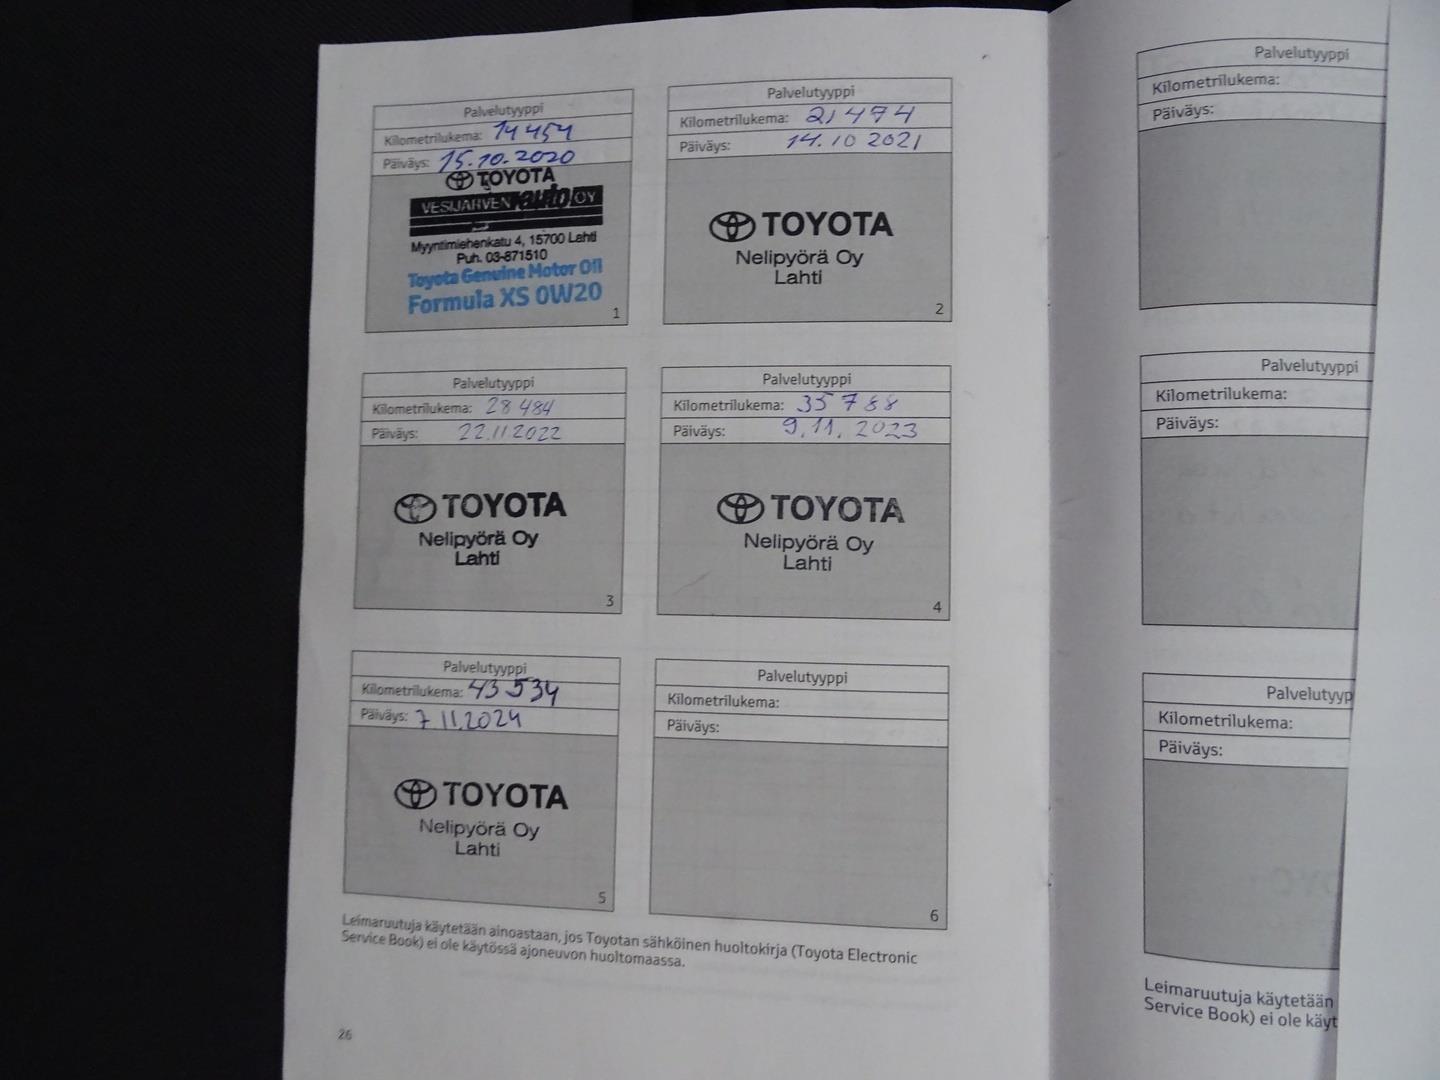 Palvelutyyppi
Kilometrilukema: 14 454
Päiväys: 15.10.2020
TOYOTA
VESIJÄRVEN auto OY
Myyntimiehenkatu 4, 15700 Lahti
Puh. 03-871510
Toyota Genuine Motor Oil
Formula XS 0W20
1
Palvelutyyppi
Kilometrilukema: 21 474
Päiväys: 14.10 2021
TOYOTA
Nelipyörä Oy
Lahti
2
Palvelutyyppi
Kilometrilukema: 28 484
Päiväys: 22.11 2022
TOYOTA
Nelipyörä Oy
Lahti
3
Palvelutyyppi
Kilometrilukema: 35 788
Päiväys: 9.11. 2023
TOYOTA
Nelipyörä Oy
Lahti
4
Palvelutyyppi
Kilometrilukema: 43 534
Päiväys: 7.11.2024
TOYOTA
Nelipyörä Oy
Lahti
5
Palvelutyyppi
Kilometrilukema:
Päiväys:
6
Leimaruutuja käytetään ainoastaan, jos Toyotan sähköinen huoltokirja (Toyota Electronic
Service Book) ei ole käytössä ajoneuvon huoltomaassa.
26
Palvelutyyppi
Kilometrilukema:
Päiväys:
Palvelutyyppi
Kilometrilukema:
Päiväys:
Palvelutyyp
Kilometrilukema:
Päiväys:
Leimaruutuja käytetään
Service Book) ei ole käyt